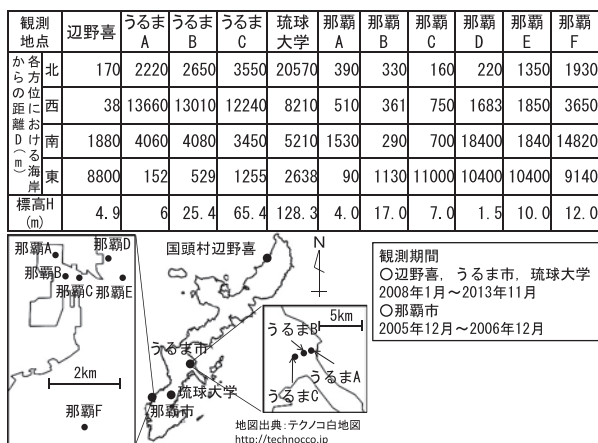 観測地点 辺野喜 うるまA うるまB うるまC 琉球大学 那覇A 那覇B 那覇C 那覇D 那覇E 那覇F
各方位における海岸からの距離D(m)
北 170 2220 2650 3550 20570 390 330 160 220 1350 1930
西 38 13660 13010 12240 8210 510 361 750 1683 1850 3650
南 1880 4060 4080 3450 5210 1530 290 700 18400 1840 14820
東 8800 152 529 1255 2638 90 1130 11000 10400 10400 9140
標高H(m) 4.9 6 25.4 65.4 128.3 4.0 17.0 7.0 1.5 10.0 12.0
那覇A
那覇D
那覇B
那覇C
那覇E
2km
那覇F
国頭村辺野喜
N
うるま市
琉球大学
那覇市
5km
うるまB
うるまA
うるまC
地図出典:テクノコ白地図
http://technocco.jp
観測期間
○辺野喜,うるま市,琉球大学
2008年1月~2013年11月
○那覇市
2005年12月~2006年12月